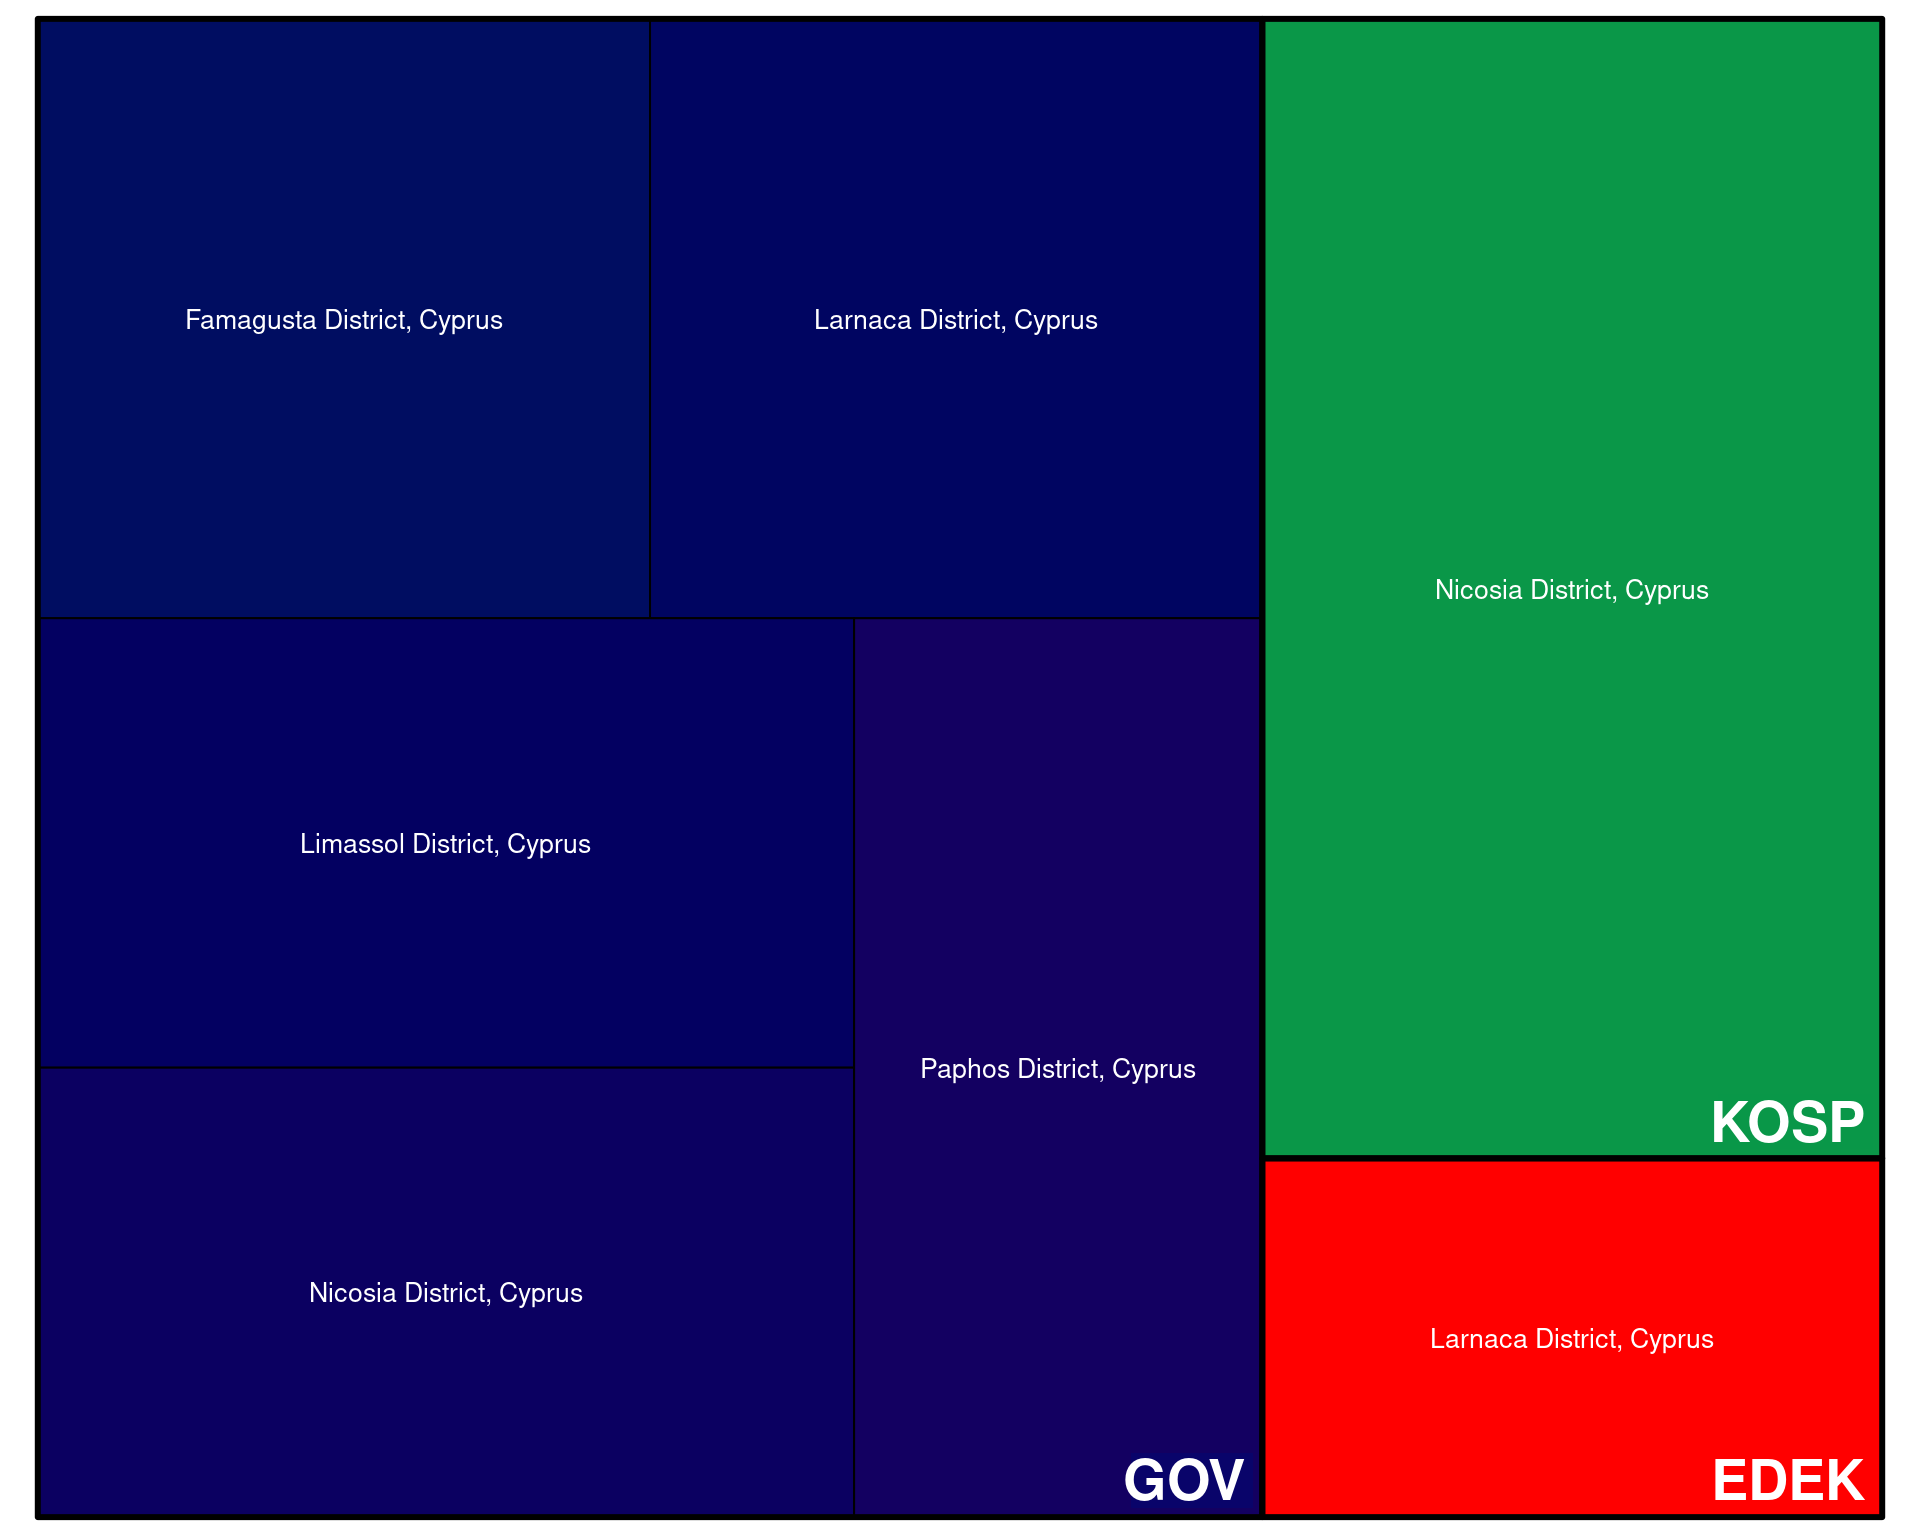 Famagusta District, Cyprus
Larnaca District, Cyprus
Limassol District, Cyprus
Nicosia District, Cyprus
Paphos District, Cyprus
GOV
Nicosia District, Cyprus
KOSP
Larnaca District, Cyprus
EDEK